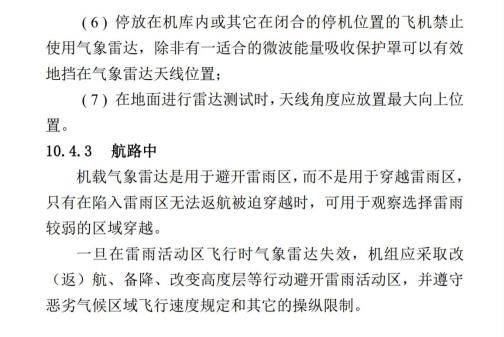 （6）停放在机库内或其它在闭合的停机位置的飞机禁止
使用气象雷达，除非有一适合的微波能量吸收保护罩可以有效
地挡在气象雷达天线位置；
（7）在地面进行雷达测试时，天线角度应放置最大向上位
置。
10.4.3 航路中
机载气象雷达是用于避开雷雨区，而不是用于穿越雷雨区，
只有在陷入雷雨区无法返航被迫穿越时，可用于观察选择雷雨
较弱的区域穿越。
一旦在雷雨活动区飞行时气象雷达失效，机组应采取改
（返）航、备降、改变高度层等行动避开雷雨活动区，并遵守
恶劣气候区域飞行速度规定和其它的操纵限制。